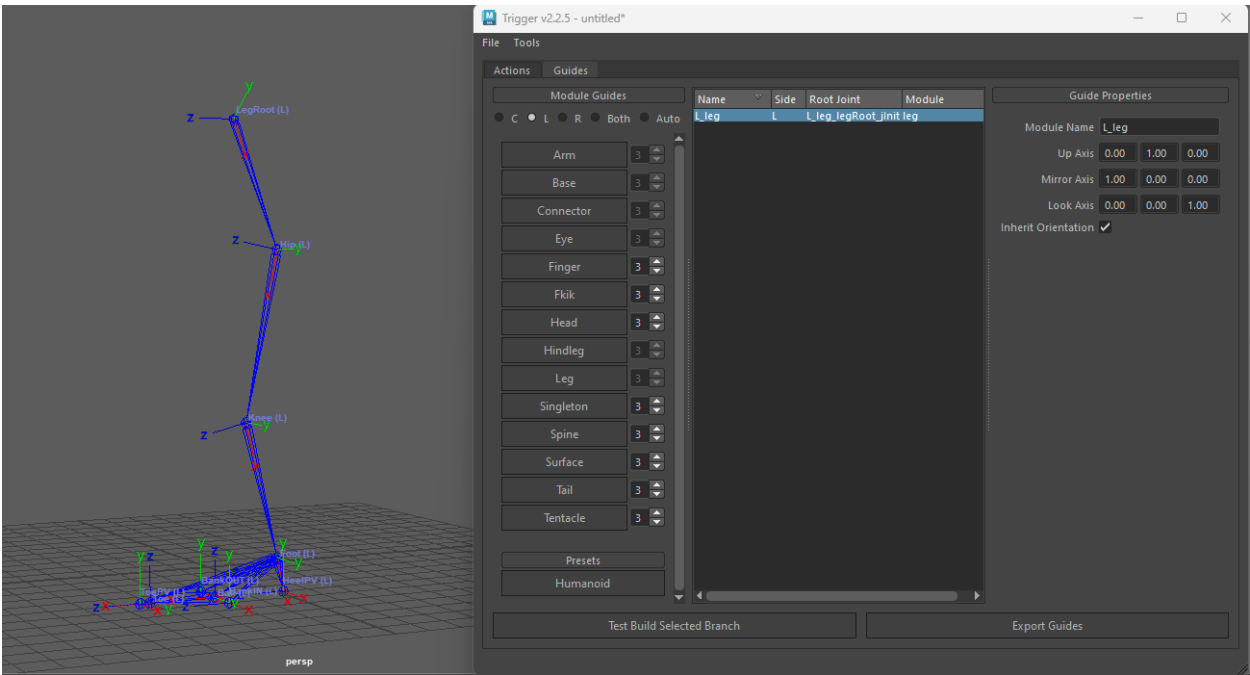 Trigger v2.2.5 - untitled*
File Tools
Actions Guides
Module Guides
C L R Both Auto
Arm 3
Base 3
Connector 3
Eye 3
Finger 3
Fkik 3
Head 3
Hindleg 3
Leg 3
Singleton 3
Spine 3
Surface 3
Tail 3
Tentacle 3
Presets
Humanoid
Name Side Root Joint Module
L_leg L L_leg_legRoot_jInit leg
Guide Properties
Module Name L_leg
Up Axis 0.00 1.00 0.00
Mirror Axis 1.00 0.00 0.00
Look Axis 0.00 0.00 1.00
Inherit Orientation
Test Build Selected Branch
Export Guides
y
LegRoot (L)
z
z
Hip (L)
y
Knee (L)
y
z
y
y z
y
z
y
Foot (L)
y
BankOUT (L)
HeelPV (L)
z x
x y
z
y
x
x x
persp